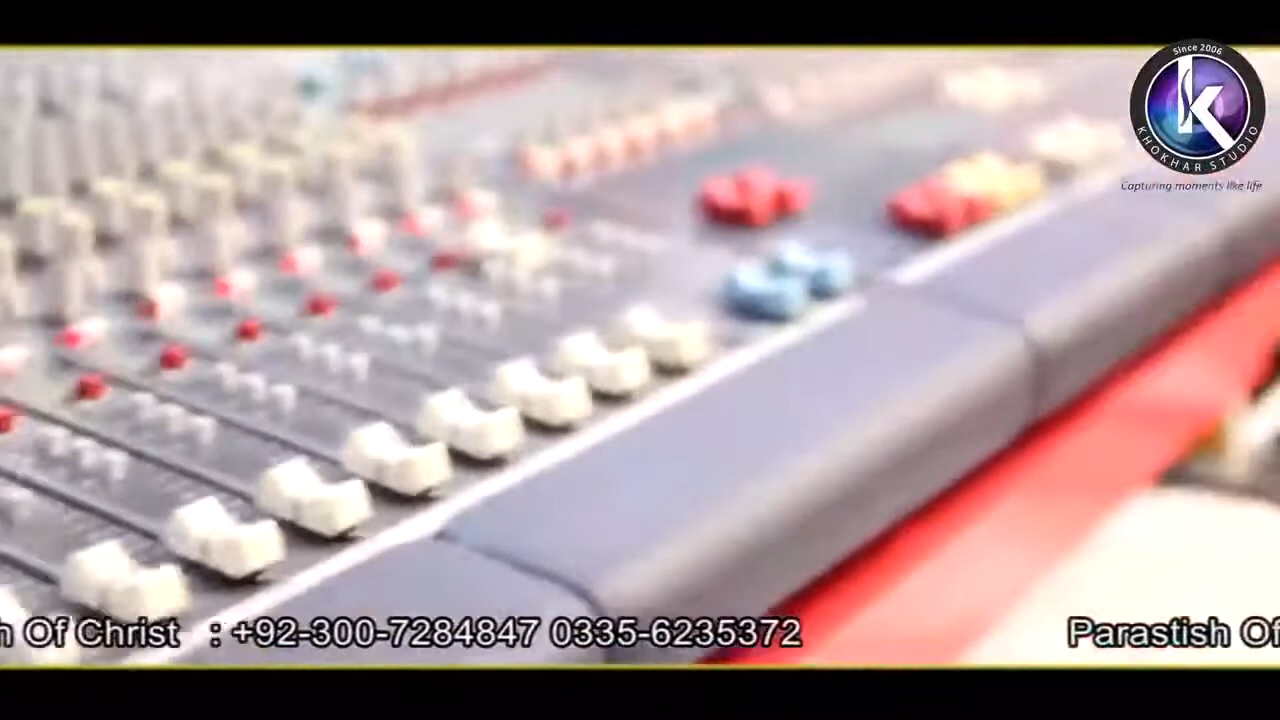 Since 2006
K
KHOKHAR STUDIO
Capturing moments like life
Of Christ : +92-300-7284847 0335-6235372
Parastish Of